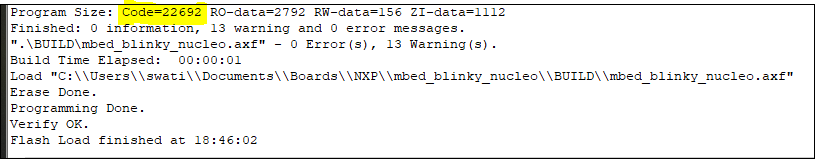 Program Size: Code=22692 RO-data=2792 RW-data=156 ZI-data=1112
Finished: 0 information, 13 warning and 0 error messages.
".\BUILD\mbed_blinky_nucleo.axf" - 0 Error(s), 13 Warning(s).
Build Time Elapsed:  00:00:01
Load "C:\\Users\\swati\\Documents\\Boards\\NXP\\mbed_blinky_nucleo\\BUILD\\mbed_blinky_nucleo.axf"
Erase Done.
Programming Done.
Verify OK.
Flash Load finished at 18:46:02